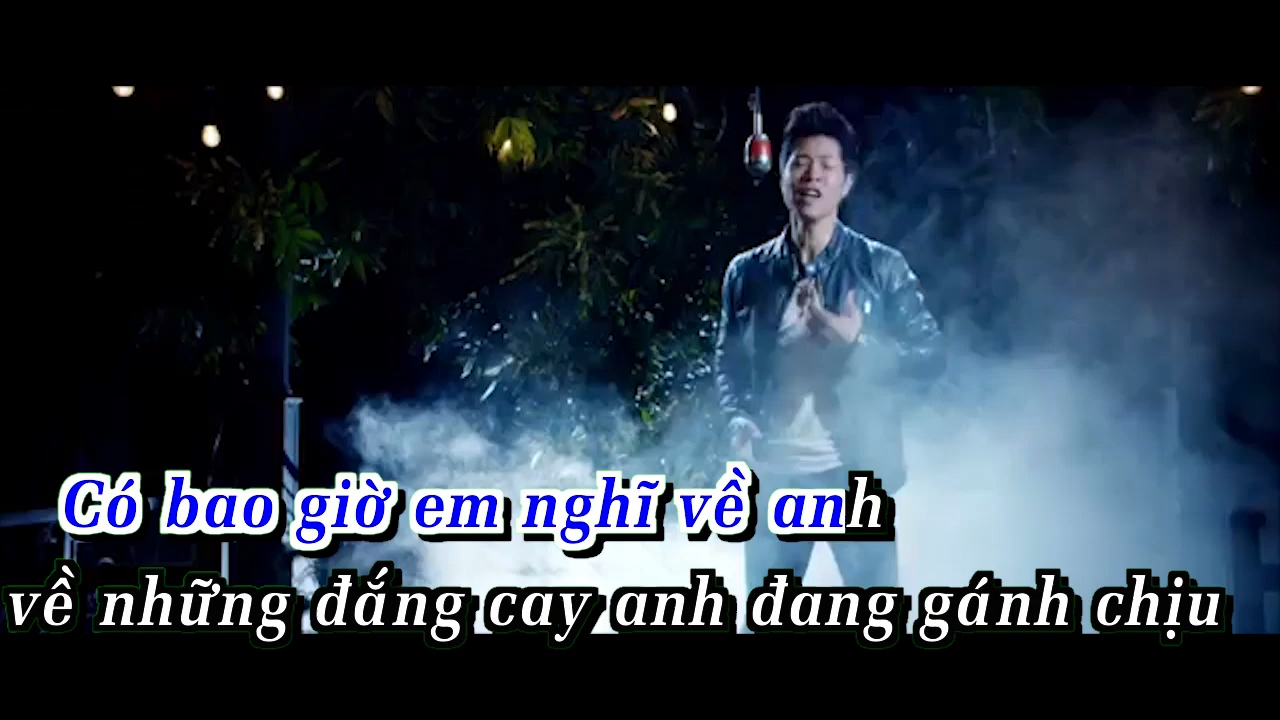 Có bao giờ em nghĩ về anh
về những đắng cay anh đang gánh chịu